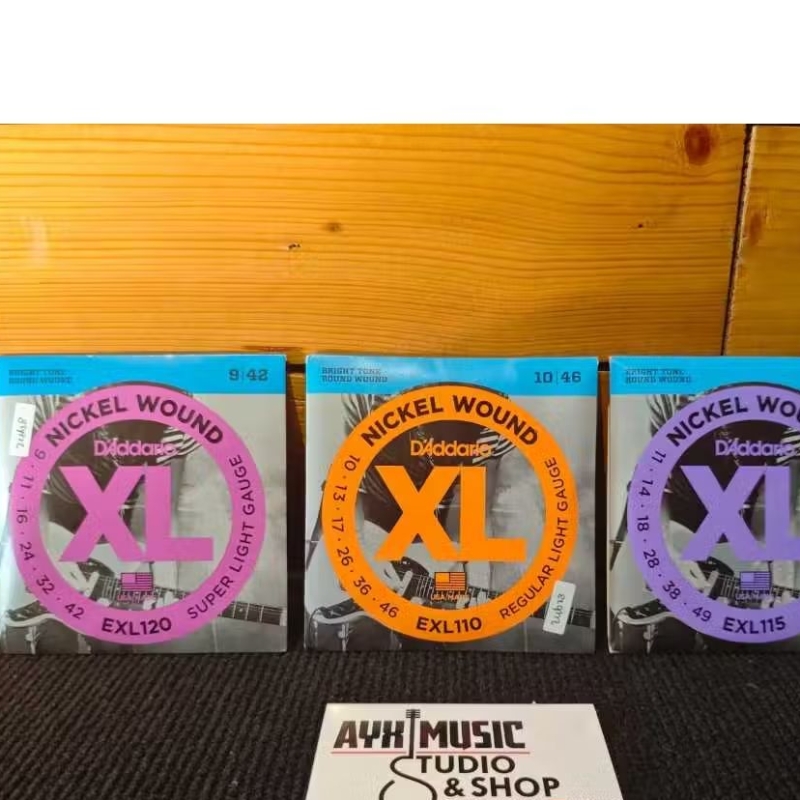 BRIGHT TONE
ROUND WOUND
9|42
NICKEL WOUND
D'Addario
XL
9 · 11 · 16 · 24 · 32 · 42
EXL120
SUPER LIGHT GAUGE
BRIGHT TONE
ROUND WOUND
10|46
NICKEL WOUND
D'Addario
XL
10 · 13 · 17 · 26 · 36 · 46
EXL110
REGULAR LIGHT GAUGE
BRIGHT TONE
ROUND WOUND
NICKEL WOU
D'Addario
XL
11 · 14 · 18 · 28 · 38 · 49
EXL115
AYX MUSIC
STUDIO
& SHOP